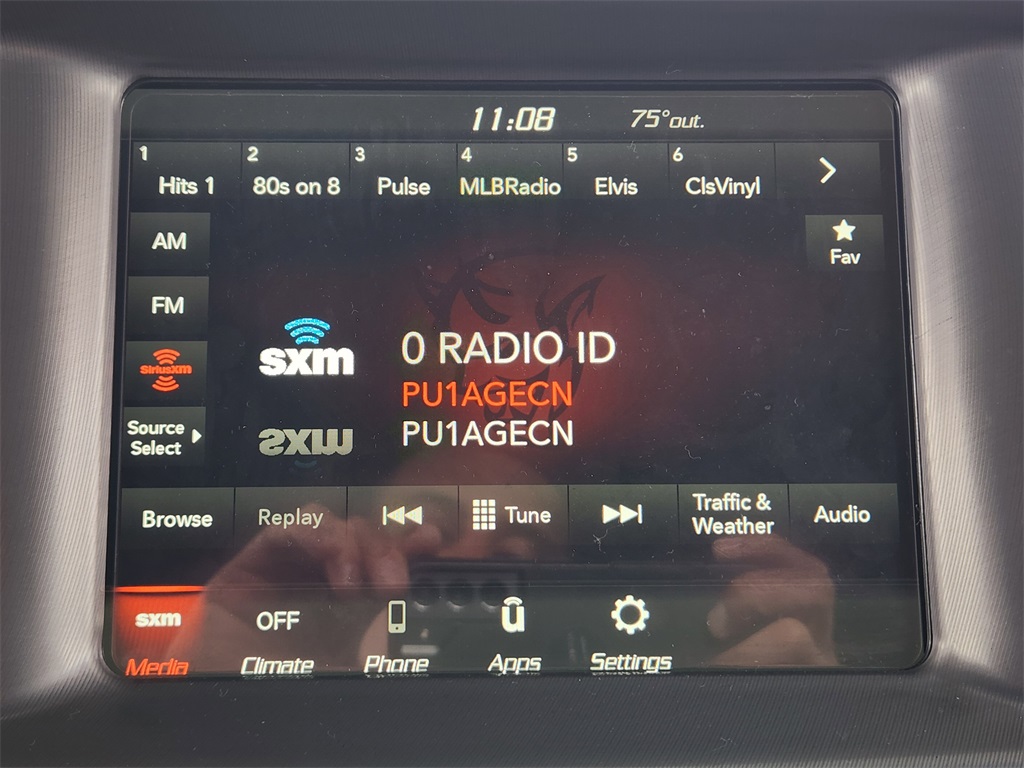 11:08 75°out.
1 2 3 4 5 6
Hits 1 80s on 8 Pulse MLBRadio Elvis ClsVinyl
AM
Fav
FM
sxm
0 RADIO ID
SiriusXM
PU1AGECN
PU1AGECN
Source
Select
sxm
Browse Replay Tune Traffic &
Weather Audio
sxm OFF
Media Climate Phone Apps Settings